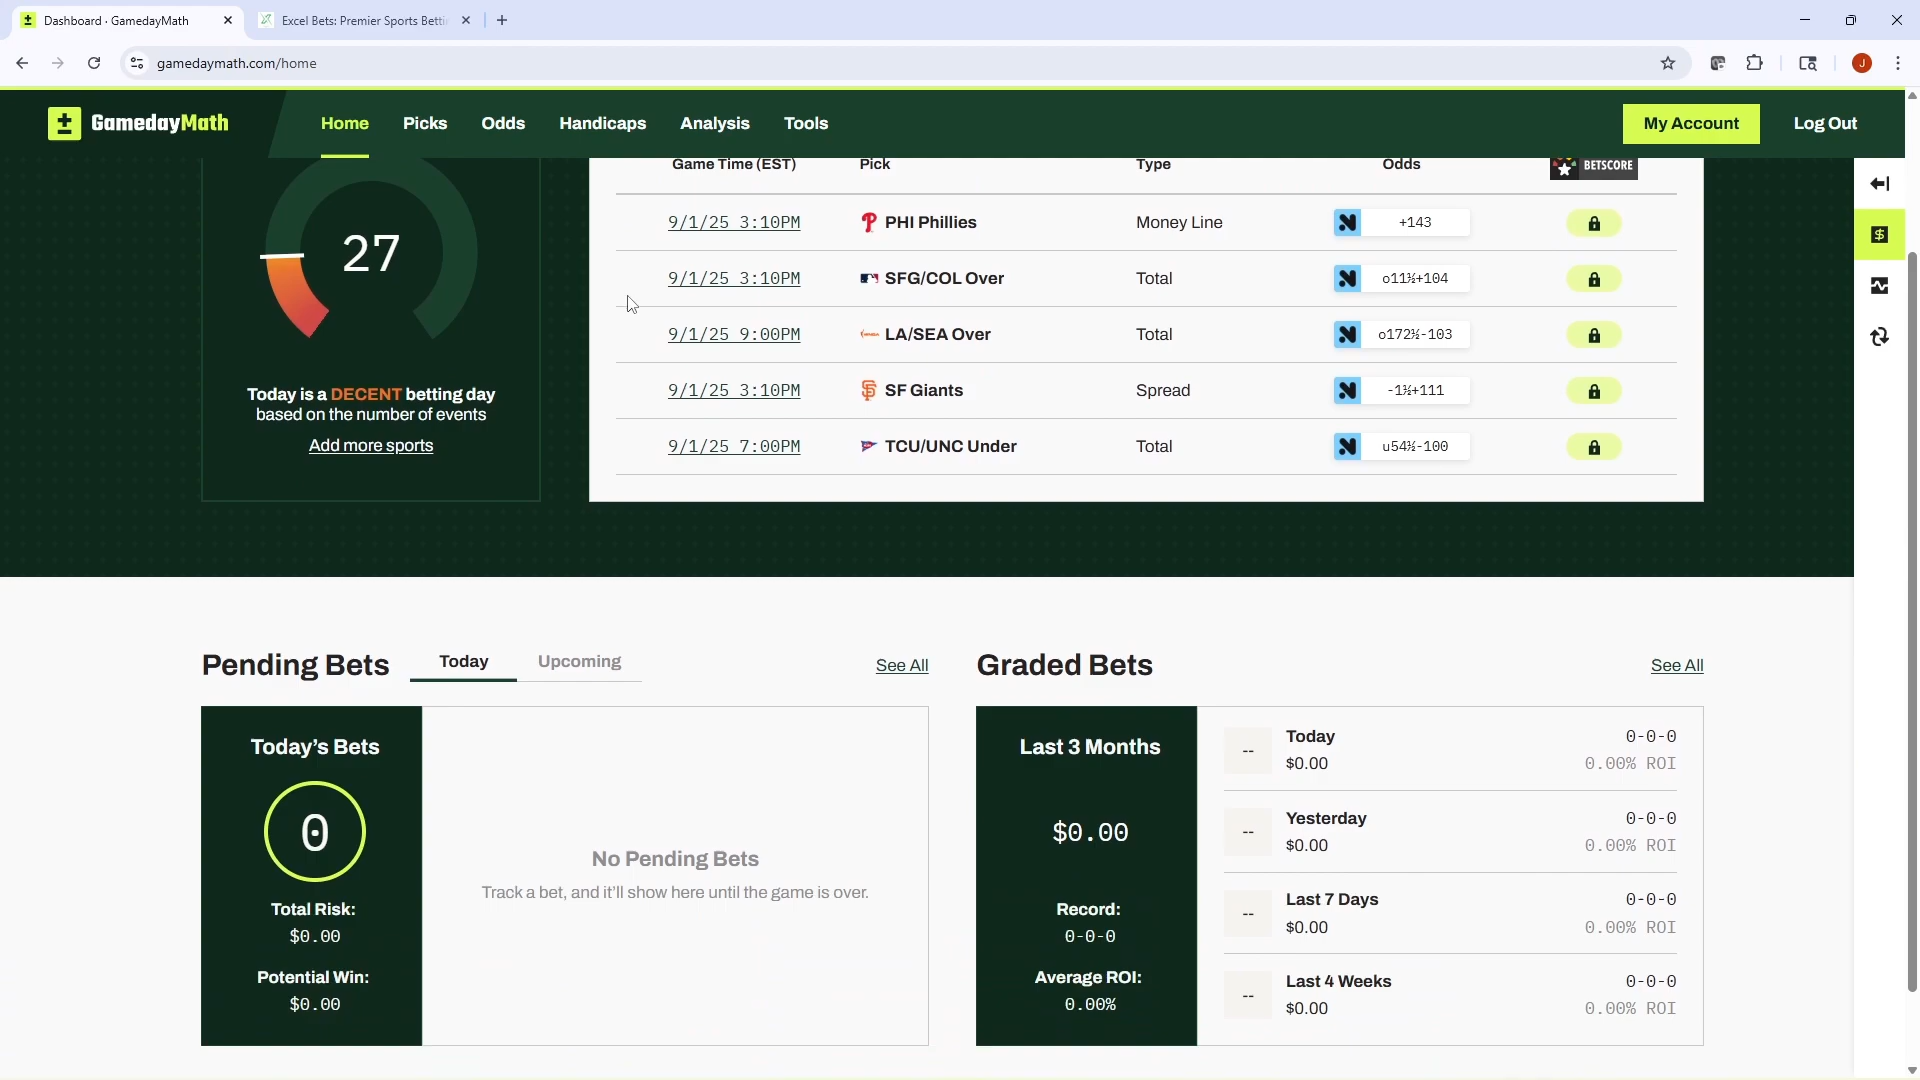 Dashboard · GamedayMath
Excel Bets: Premier Sports Betti
gamedaymath.com/home
J
GamedayMath
Home
Picks
Odds
Handicaps
Analysis
Tools
My Account
Log Out
Game Time (EST)
Pick
Type
Odds
BETSCORE
9/1/25 3:10PM
PHI Phillies
Money Line
+143
9/1/25 3:10PM
SFG/COL Over
Total
o11½+104
9/1/25 9:00PM
LA/SEA Over
Total
o172½-103
9/1/25 3:10PM
SF Giants
Spread
-1½+111
9/1/25 7:00PM
TCU/UNC Under
Total
u54½-100
27
Today is a DECENT betting day
based on the number of events
Add more sports
Pending Bets
Today
Upcoming
See All
Today's Bets
0
Total Risk:
$0.00
Potential Win:
$0.00
No Pending Bets
Track a bet, and it'll show here until the game is over.
Graded Bets
See All
Last 3 Months
$0.00
Record:
0-0-0
Average ROI:
0.00%
--
Today
0-0-0
$0.00
0.00% ROI
--
Yesterday
0-0-0
$0.00
0.00% ROI
--
Last 7 Days
0-0-0
$0.00
0.00% ROI
--
Last 4 Weeks
0-0-0
$0.00
0.00% ROI